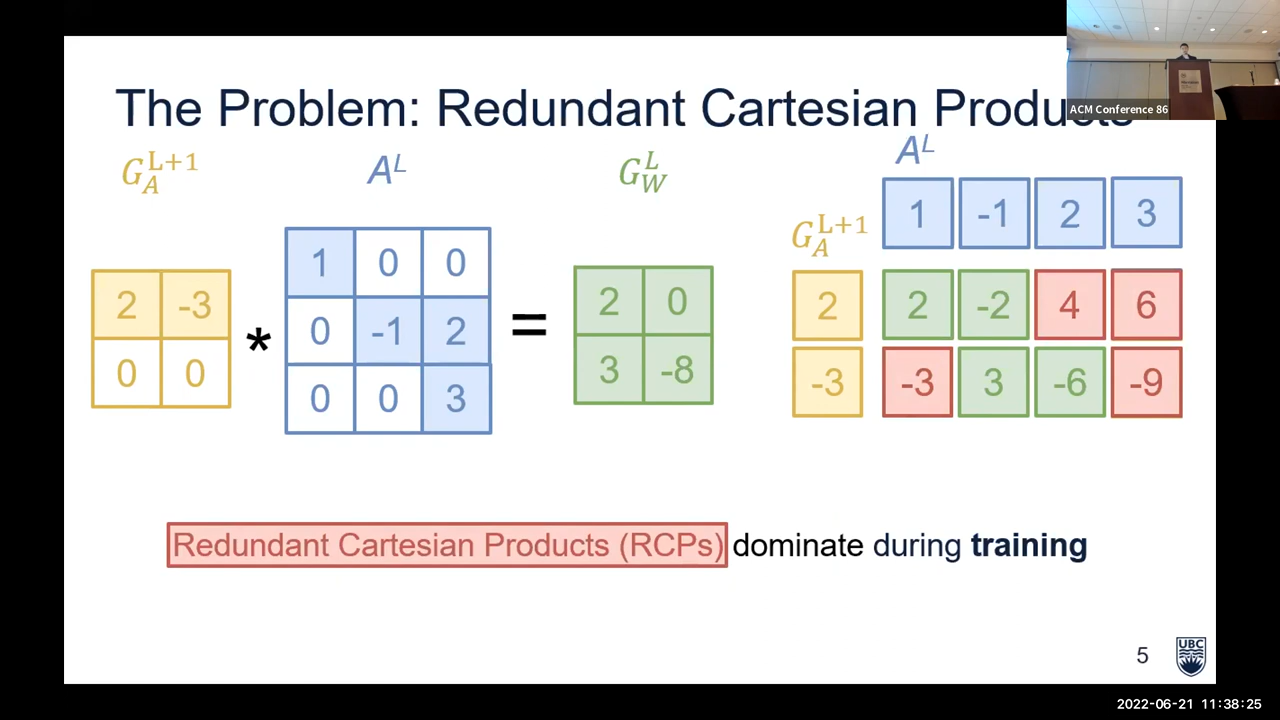 The Problem: Redundant Cartesian Products
ACM Conference 86
G_A^{L+1}
A^L
G_W^L
A^L
G_A^{L+1}
2 -3
0 0
*
1 0 0
0 -1 2
0 0 3
=
2 0
3 -8
1 -1 2 3
2 2 -2 4 6
-3 -3 3 -6 -9
Redundant Cartesian Products (RCPs) dominate during training
5
UBC
2022-06-21 11:38:25